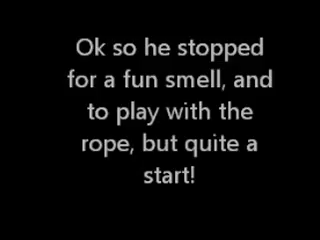 Ok so he stopped
for a fun smell, and
to play with the
rope, but quite a
start!